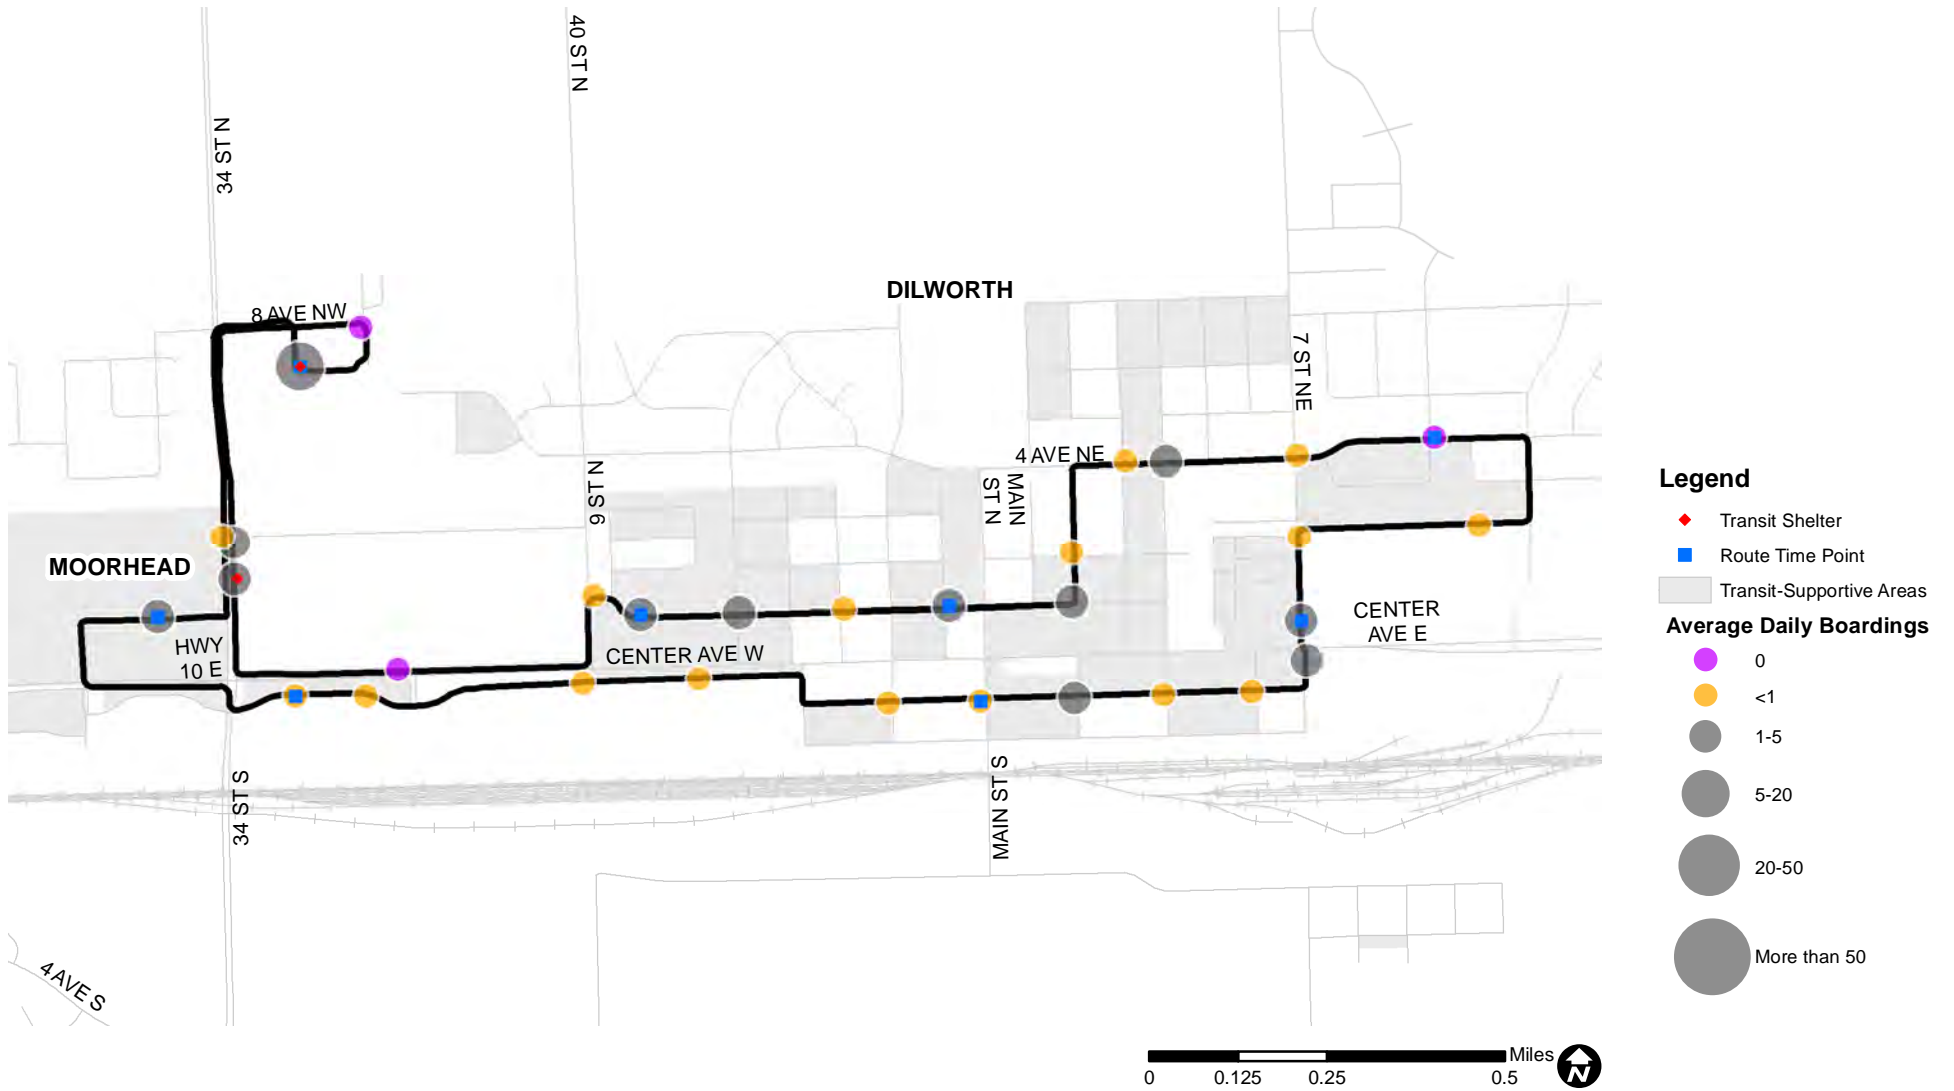 40 ST N
34 ST N
DILWORTH
8 AVE NW
7 ST NE
4 AVE NE
9 ST N
MAIN
ST N
MOORHEAD
HWY
10 E
CENTER AVE W
CENTER
AVE E
34 ST S
MAIN ST S
4 AVE S
Legend
Transit Shelter
Route Time Point
Transit-Supportive Areas
Average Daily Boardings
0
<1
1-5
5-20
20-50
More than 50
Miles
0 0.125 0.25 0.5
N